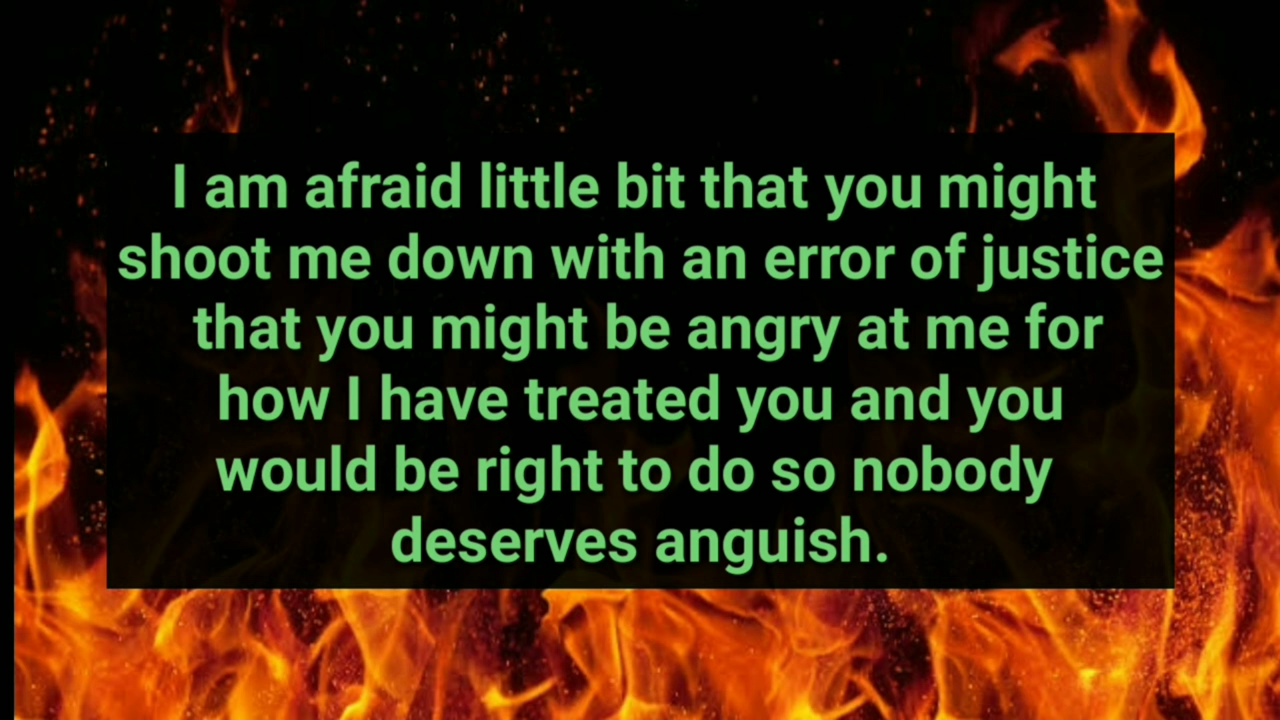 I am afraid little bit that you might
shoot me down with an error of justice
that you might be angry at me for
how I have treated you and you
would be right to do so nobody
deserves anguish.